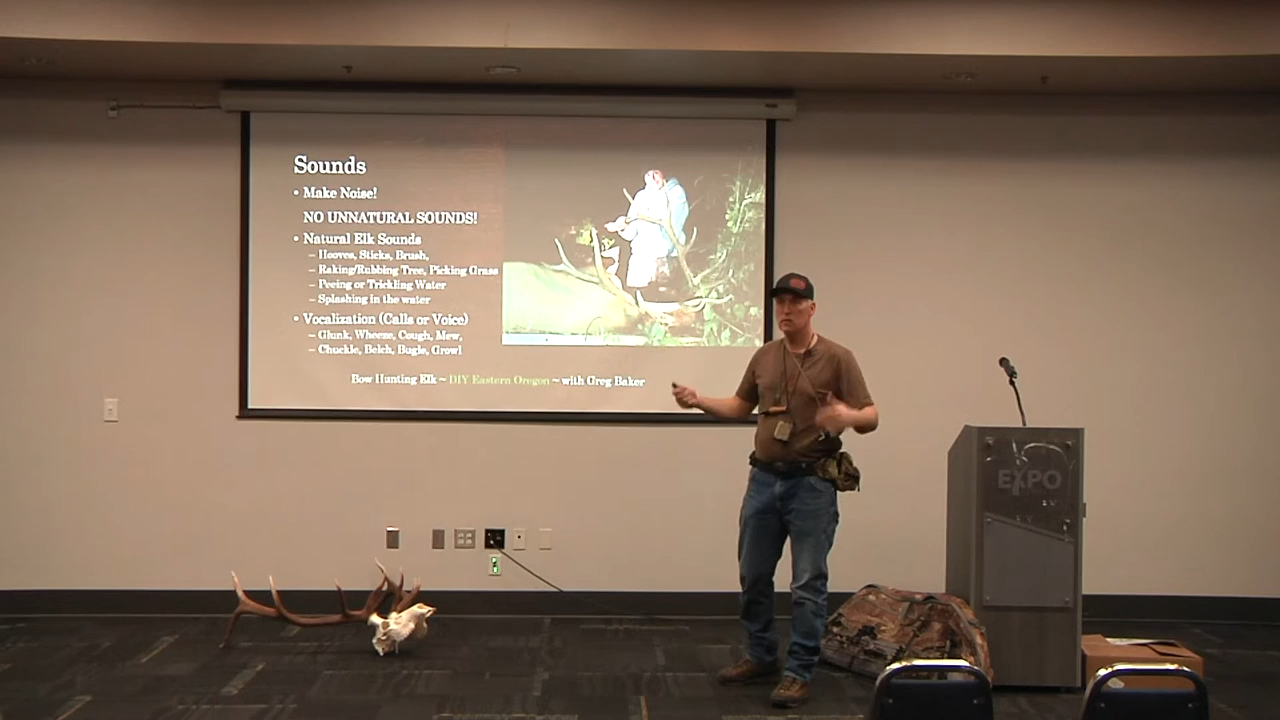 Sounds
• Make Noise!
NO UNNATURAL SOUNDS!
• Natural Elk Sounds
– Hooves, Sticks, Brush,
– Raking/Rubbing Tree, Picking Grass
– Peeing or Trickling Water
– Splashing in the water
• Vocalization (Calls or Voice)
– Glunk, Wheeze, Cough, Mew,
– Chuckle, Belch, Bugle, Growl
Bow Hunting Elk ~ DIY Eastern Oregon ~ with Greg Baker
EXPO